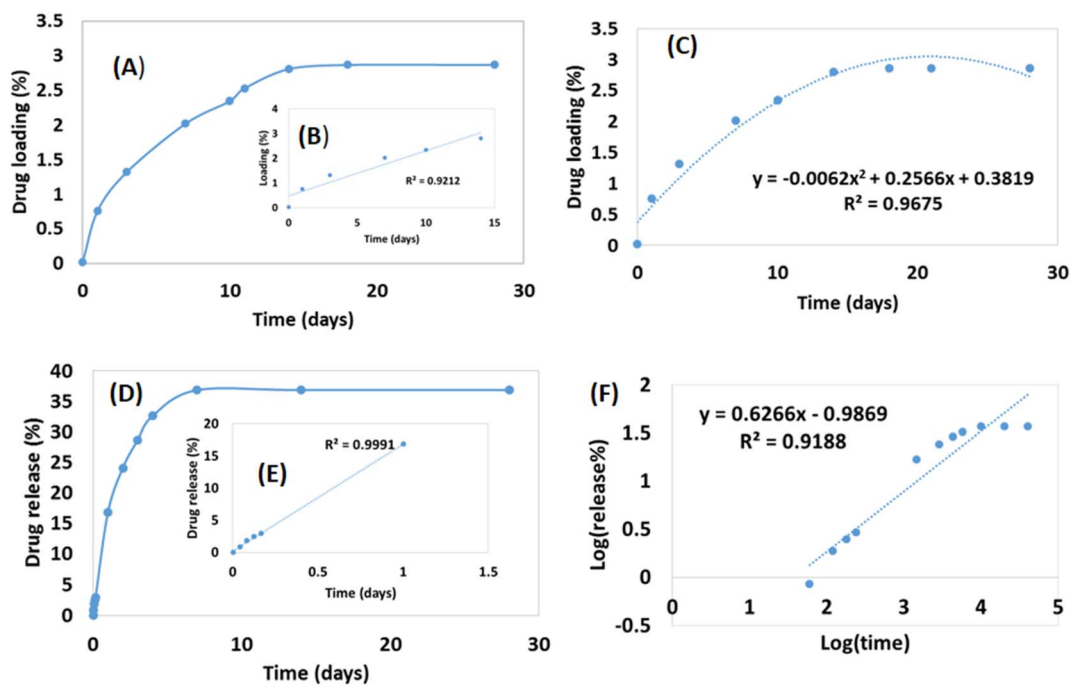 (A)
Drug loading (%)
3.5
3
2.5
2
1.5
1
0.5
0
0
10
20
30
Time (days)
(B)
Loading (%)
4
3
2
1
0
0
5
10
15
R² = 0.9212
Time (days)
(C)
Drug loading (%)
3.5
3
2.5
2
1.5
1
0.5
0
y = -0.0062x² + 0.2566x + 0.3819
R² = 0.9675
0
10
20
30
Time (days)
(D)
Drug release (%)
40
35
30
25
20
15
10
5
0
0
10
20
30
Time (days)
(E)
Drug release (%)
20
15
10
5
0
R² = 0.9991
0
0.5
1
1.5
Time (days)
(F)
Log(release%)
2
1.5
1
0.5
0
-0.5
y = 0.6266x - 0.9869
R² = 0.9188
0
1
2
3
4
5
Log(time)